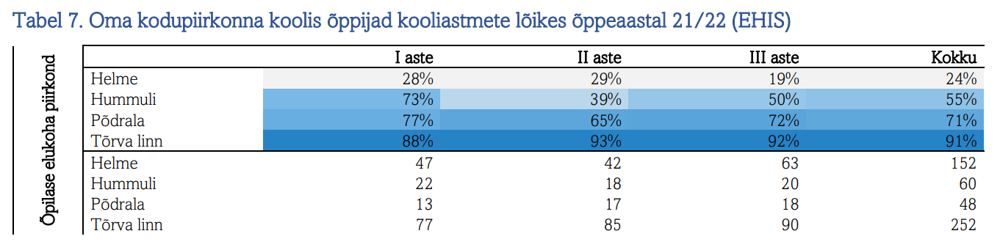 Tabel 7. Oma kodupiirkonna koolis õppijad kooliastmete lõikes õppeaastal 21/22 (EHIS)
Õpilase elukoha piirkond
I aste II aste III aste Kokku
Helme 28% 29% 19% 24%
Hummuli 73% 39% 50% 55%
Põdrala 77% 65% 72% 71%
Tõrva linn 88% 93% 92% 91%
Helme 47 42 63 152
Hummuli 22 18 20 60
Põdrala 13 17 18 48
Tõrva linn 77 85 90 252